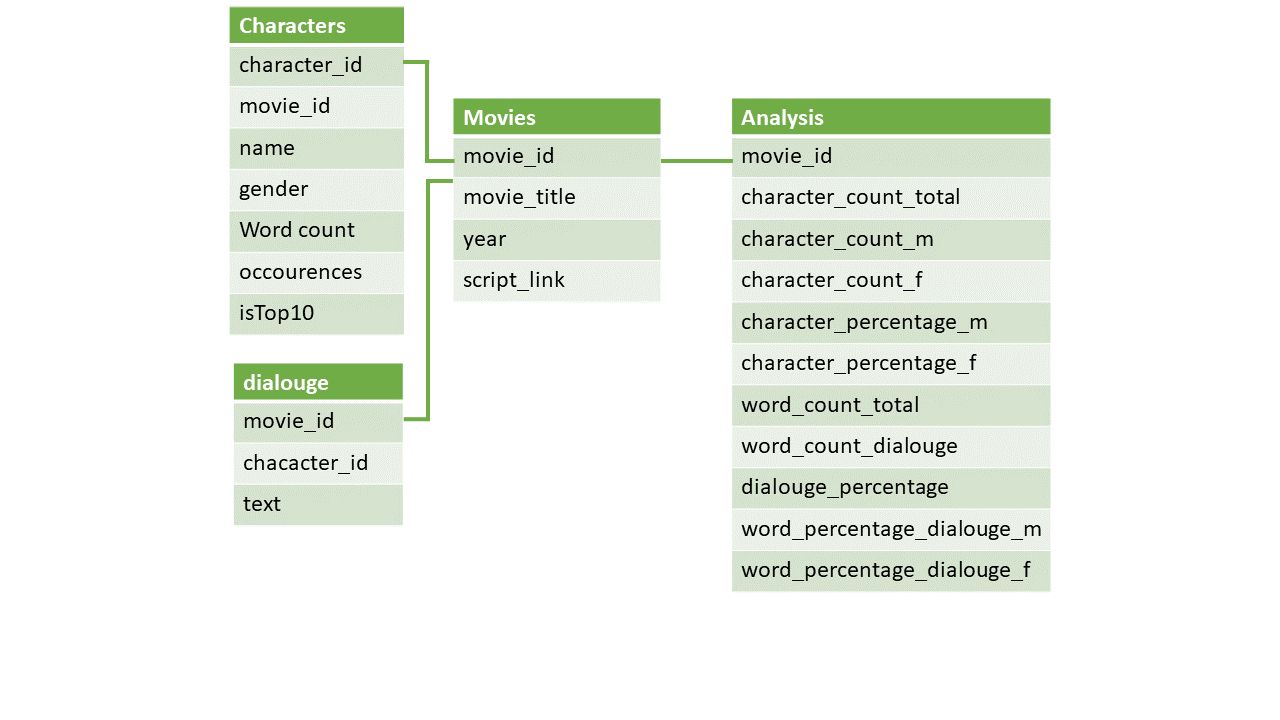 Characters
character_id
movie_id
name
gender
Word count
occourences
isTop10
dialouge
movie_id
chacacter_id
text
Movies
movie_id
movie_title
year
script_link
Analysis
movie_id
character_count_total
character_count_m
character_count_f
character_percentage_m
character_percentage_f
word_count_total
word_count_dialouge
dialouge_percentage
word_percentage_dialouge_m
word_percentage_dialouge_f